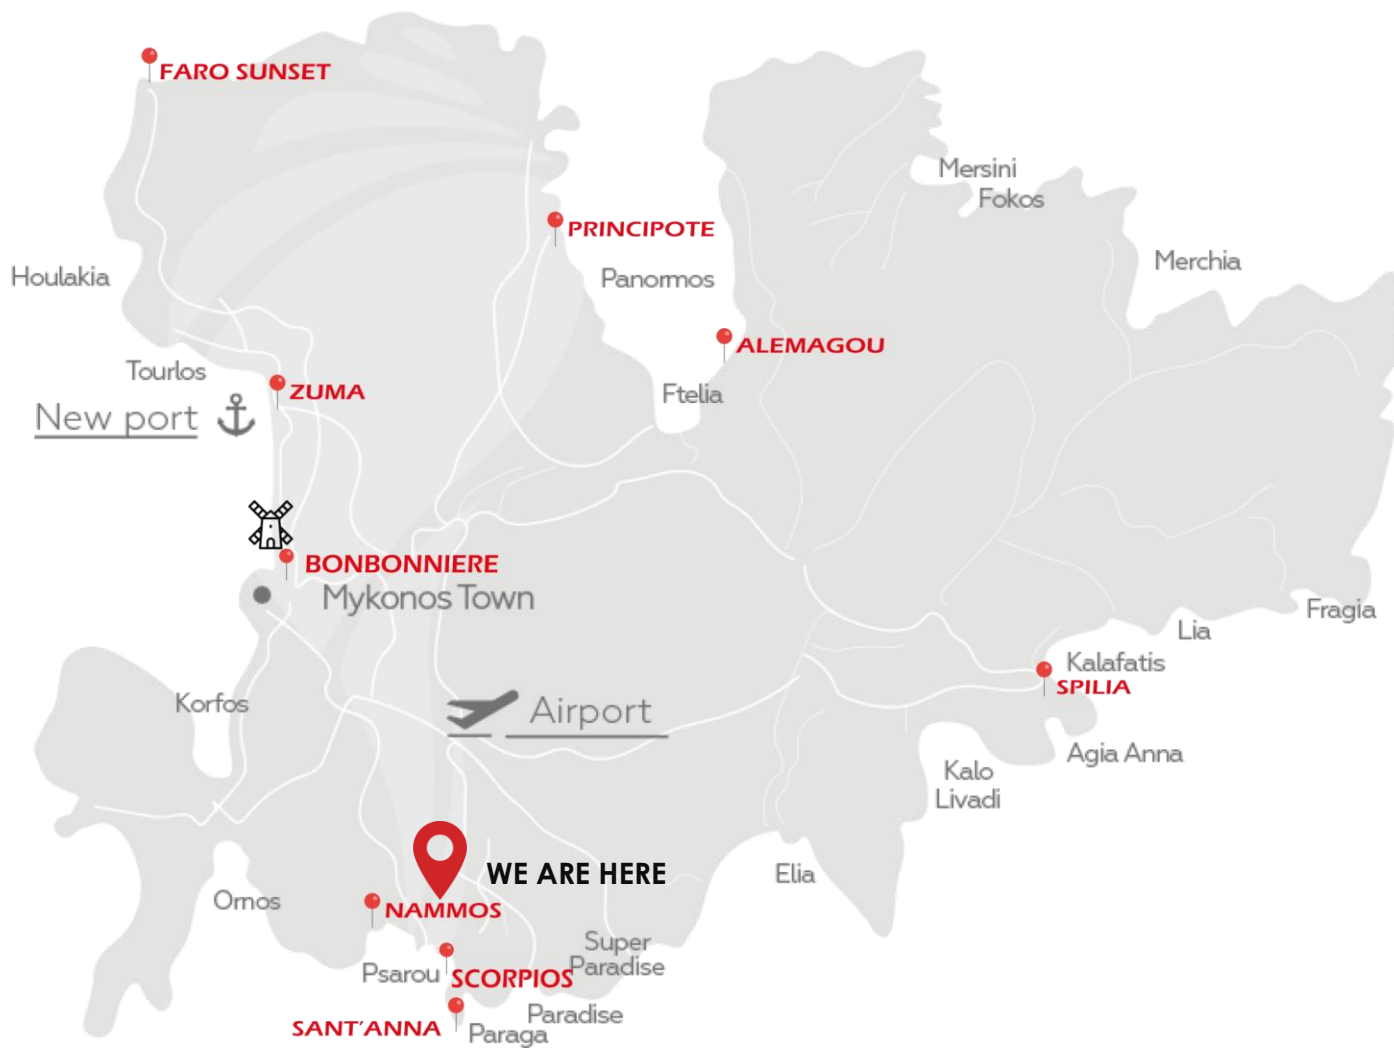 FARO SUNSET
Mersini
Fokos
PRINCIPOTE
Merchia
Houlakia
Panormos
ALEMAGOU
Tourlos
ZUMA
Ftelia
New port
BONBONNIERE
Mykonos Town
Fragia
Lia
Kalafatis
SPILIA
Korfos
Airport
Agia Anna
Kalo
Livadi
WE ARE HERE
Elia
Ornos
NAMMOS
Super
Paradise
Psarou
SCORPIOS
Paradise
SANT'ANNA
Paraga